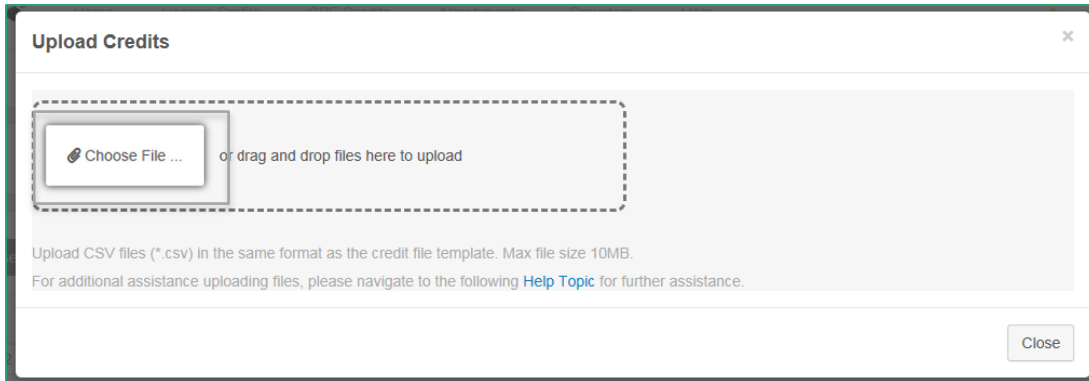 Upload Credits
×
Choose File ...
or drag and drop files here to upload
Upload CSV files (*.csv) in the same format as the credit file template. Max file size 10MB.
For additional assistance uploading files, please navigate to the following Help Topic for further assistance.
Close